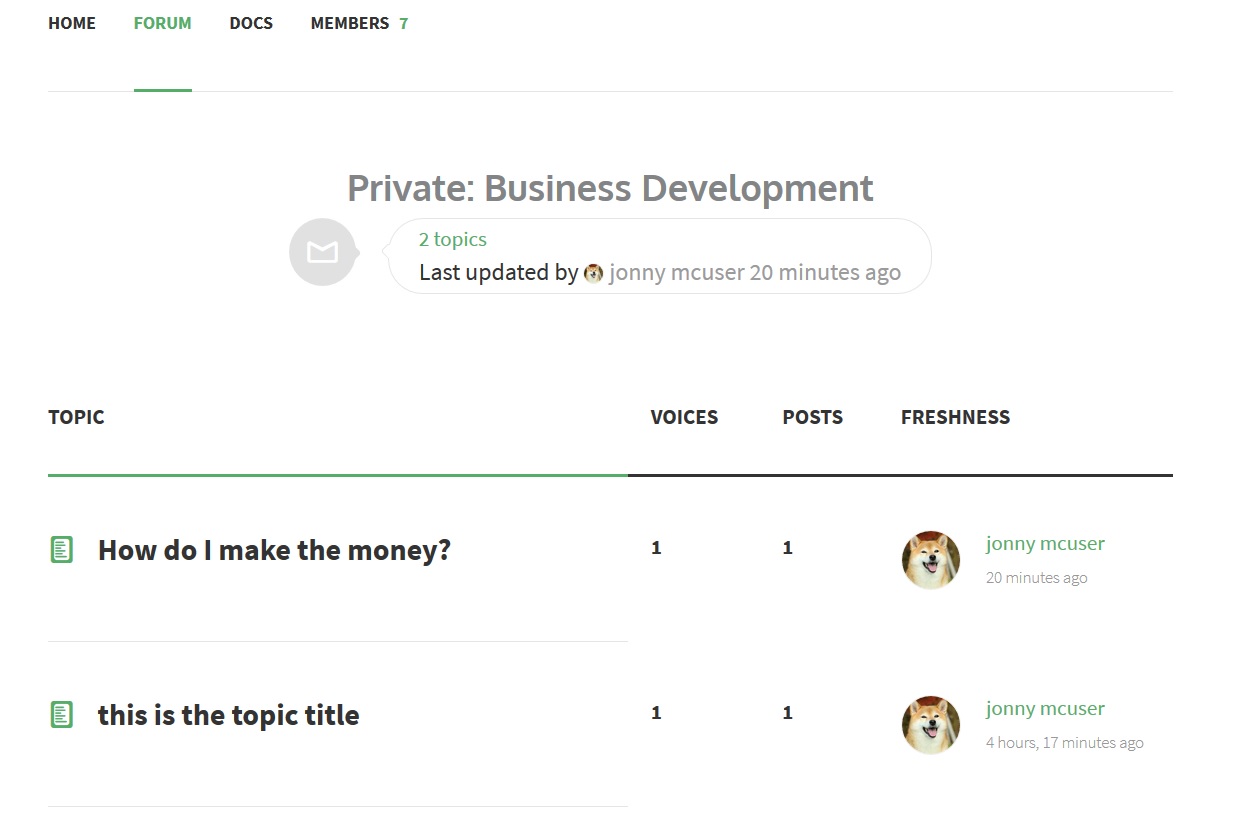 HOME FORUM DOCS MEMBERS 7
Private: Business Development
2 topics
Last updated by jonny mcuser 20 minutes ago
TOPIC VOICES POSTS FRESHNESS
How do I make the money? 1 1 jonny mcuser
20 minutes ago
this is the topic title 1 1 jonny mcuser
4 hours, 17 minutes ago